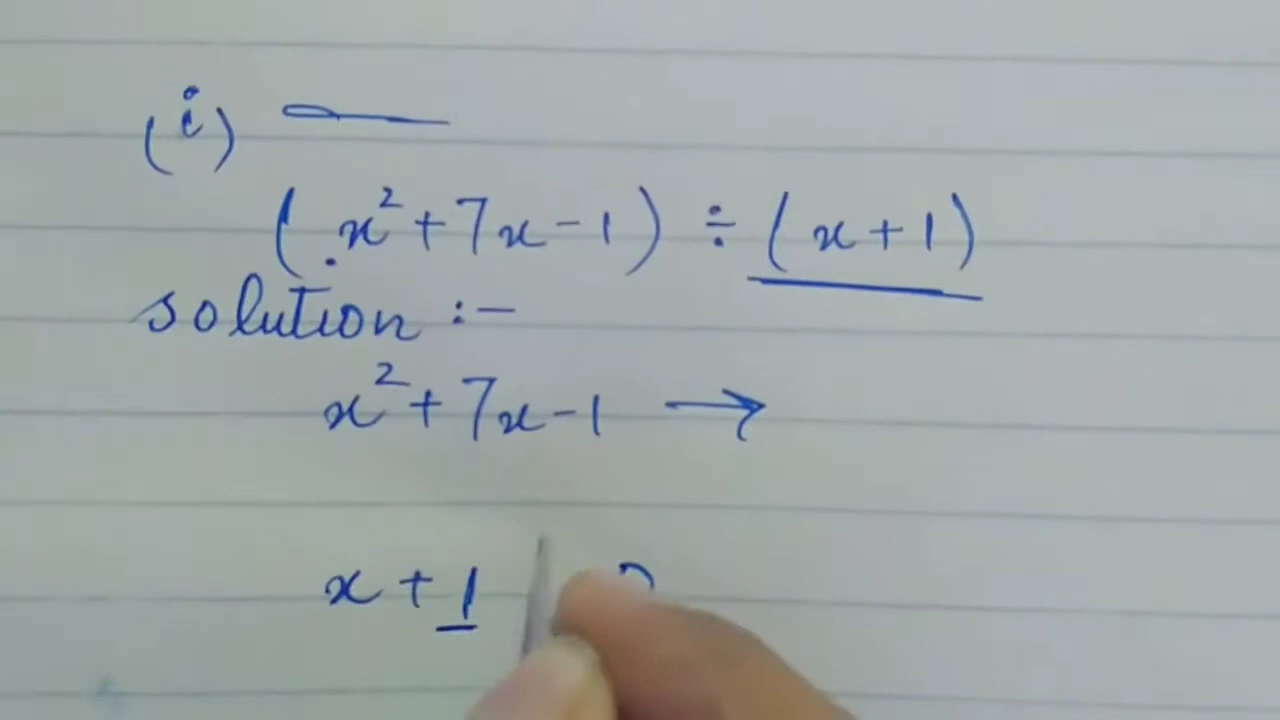 (i)
(x² + 7x - 1) ÷ (x + 1)
solution :-
x² + 7x - 1 →
x + 1